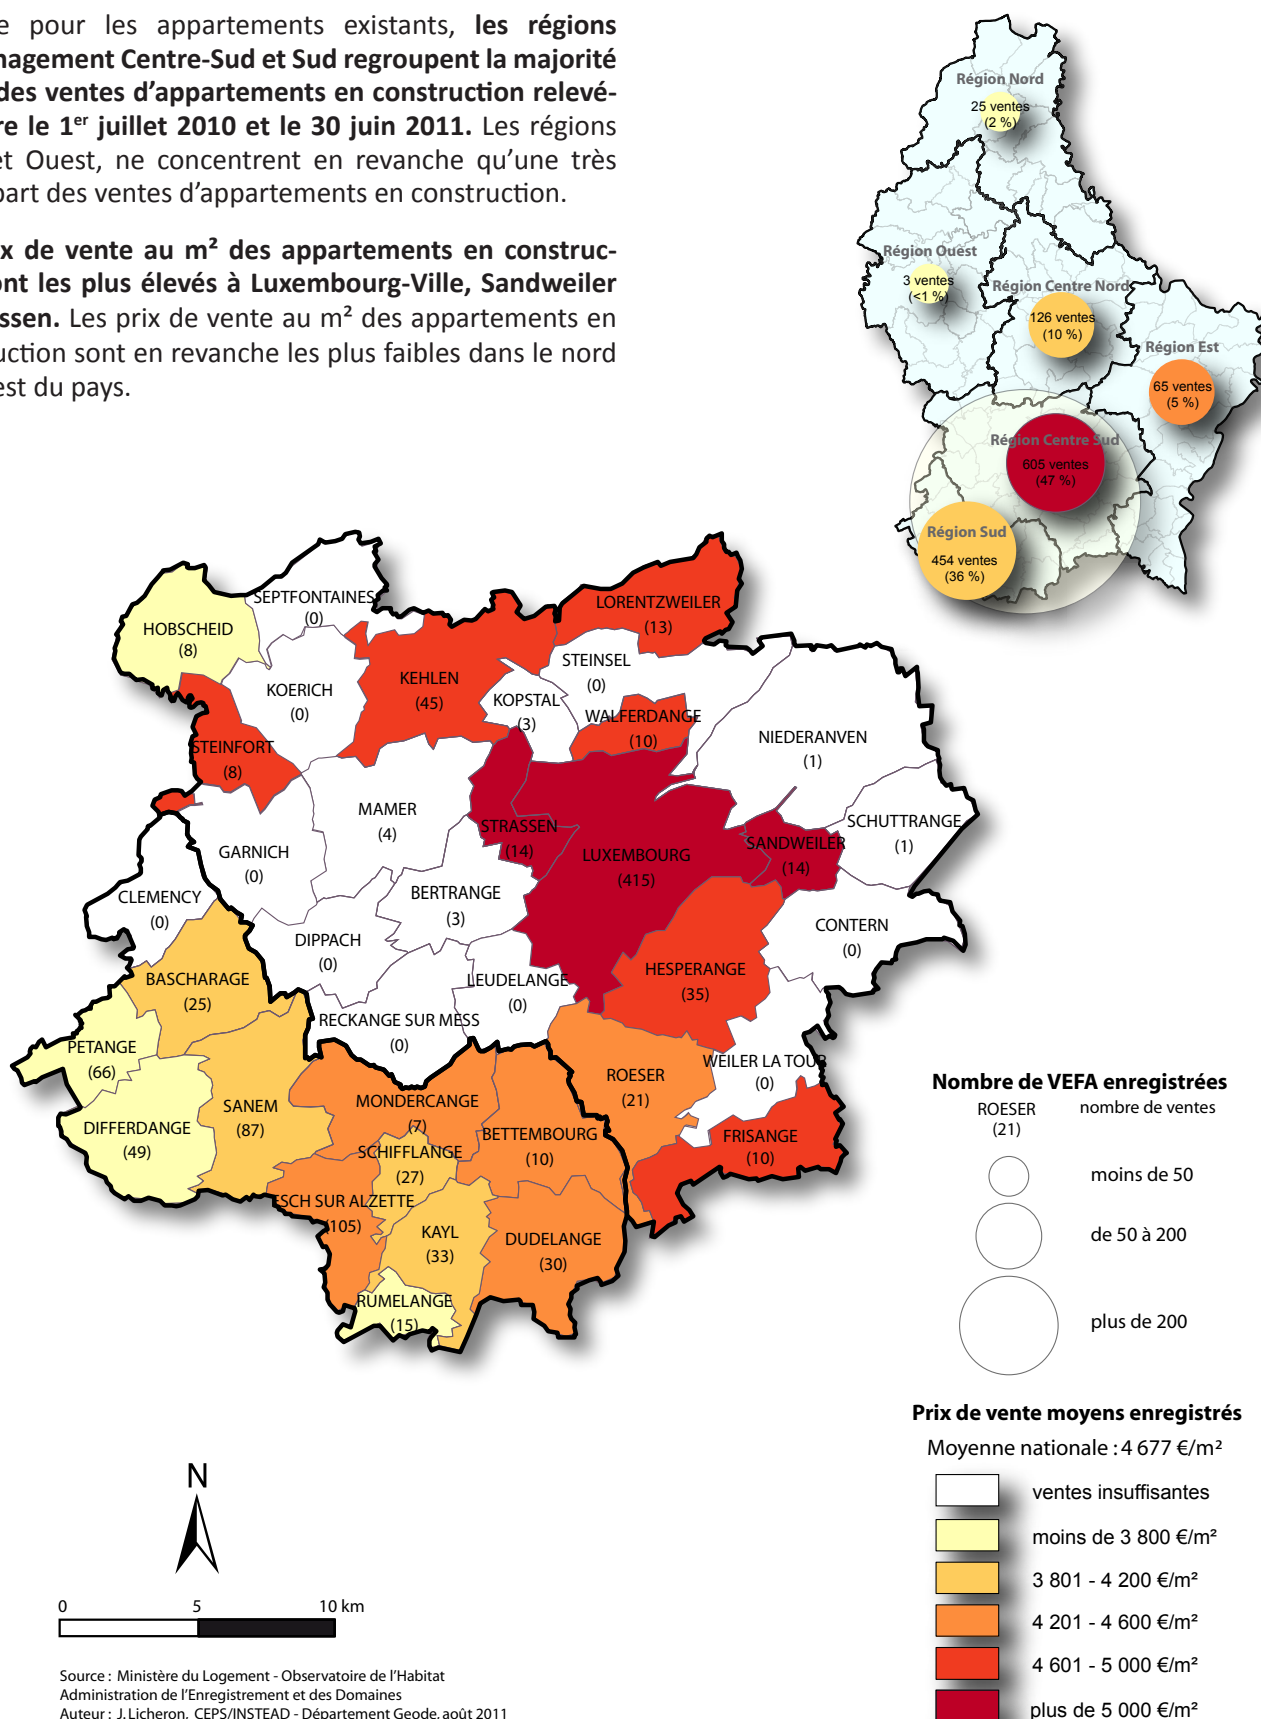 e pour les appartements existants, les régions
nagement Centre-Sud et Sud regroupent la majorité
des ventes d'appartements en construction relevé-
re le 1er juillet 2010 et le 30 juin 2011. Les régions
et Ouest, ne concentrent en revanche qu'une très
part des ventes d'appartements en construction.
x de vente au m² des appartements en construc-
ont les plus élevés à Luxembourg-Ville, Sandweiler
ssen. Les prix de vente au m² des appartements en
uction sont en revanche les plus faibles dans le nord
est du pays.
Région Nord
25 ventes
(2 %)
Région Ouest
3 ventes
(<1 %)
Région Centre Nord
126 ventes
(10 %)
Région Est
65 ventes
(5 %)
Région Centre Sud
605 ventes
(47 %)
Région Sud
454 ventes
(36 %)
SEPTFONTAINES
(0)
HOBSCHEID
(8)
LORENTZWEILER
(13)
STEINSEL
(0)
KOERICH
(0)
KEHLEN
(45)
KOPSTAL
(3)
WALFERDANGE
(10)
NIEDERANVEN
(1)
STEINFORT
(8)
MAMER
(4)
STRASSEN
(14)
SCHUTTRANGE
(1)
GARNICH
(0)
LUXEMBOURG
(415)
SANDWEILER
(14)
CLEMENCY
(0)
BERTRANGE
(3)
CONTERN
(0)
DIPPACH
(0)
BASCHARAGE
(25)
LEUDELANGE
(0)
HESPERANGE
(35)
RECKANGE SUR MESS
(0)
PETANGE
(66)
WEILER LA TOUR
(0)
ROESER
(21)
SANEM
(87)
MONDERCANGE
(7)
DIFFERDANGE
(49)
BETTEMBOURG
(10)
FRISANGE
(10)
SCHIFFLANGE
(27)
ESCH SUR ALZETTE
(105)
KAYL
(33)
DUDELANGE
(30)
RUMELANGE
(15)
Nombre de VEFA enregistrées
ROESER
(21)
nombre de ventes
moins de 50
de 50 à 200
plus de 200
Prix de vente moyens enregistrés
Moyenne nationale : 4 677 €/m²
ventes insuffisantes
moins de 3 800 €/m²
3 801 - 4 200 €/m²
4 201 - 4 600 €/m²
4 601 - 5 000 €/m²
plus de 5 000 €/m²
N
0 5 10 km
Source : Ministère du Logement - Observatoire de l'Habitat
Administration de l'Enregistrement et des Domaines
Auteur : J. Licheron, CEPS/INSTEAD - Département Geode, août 2011